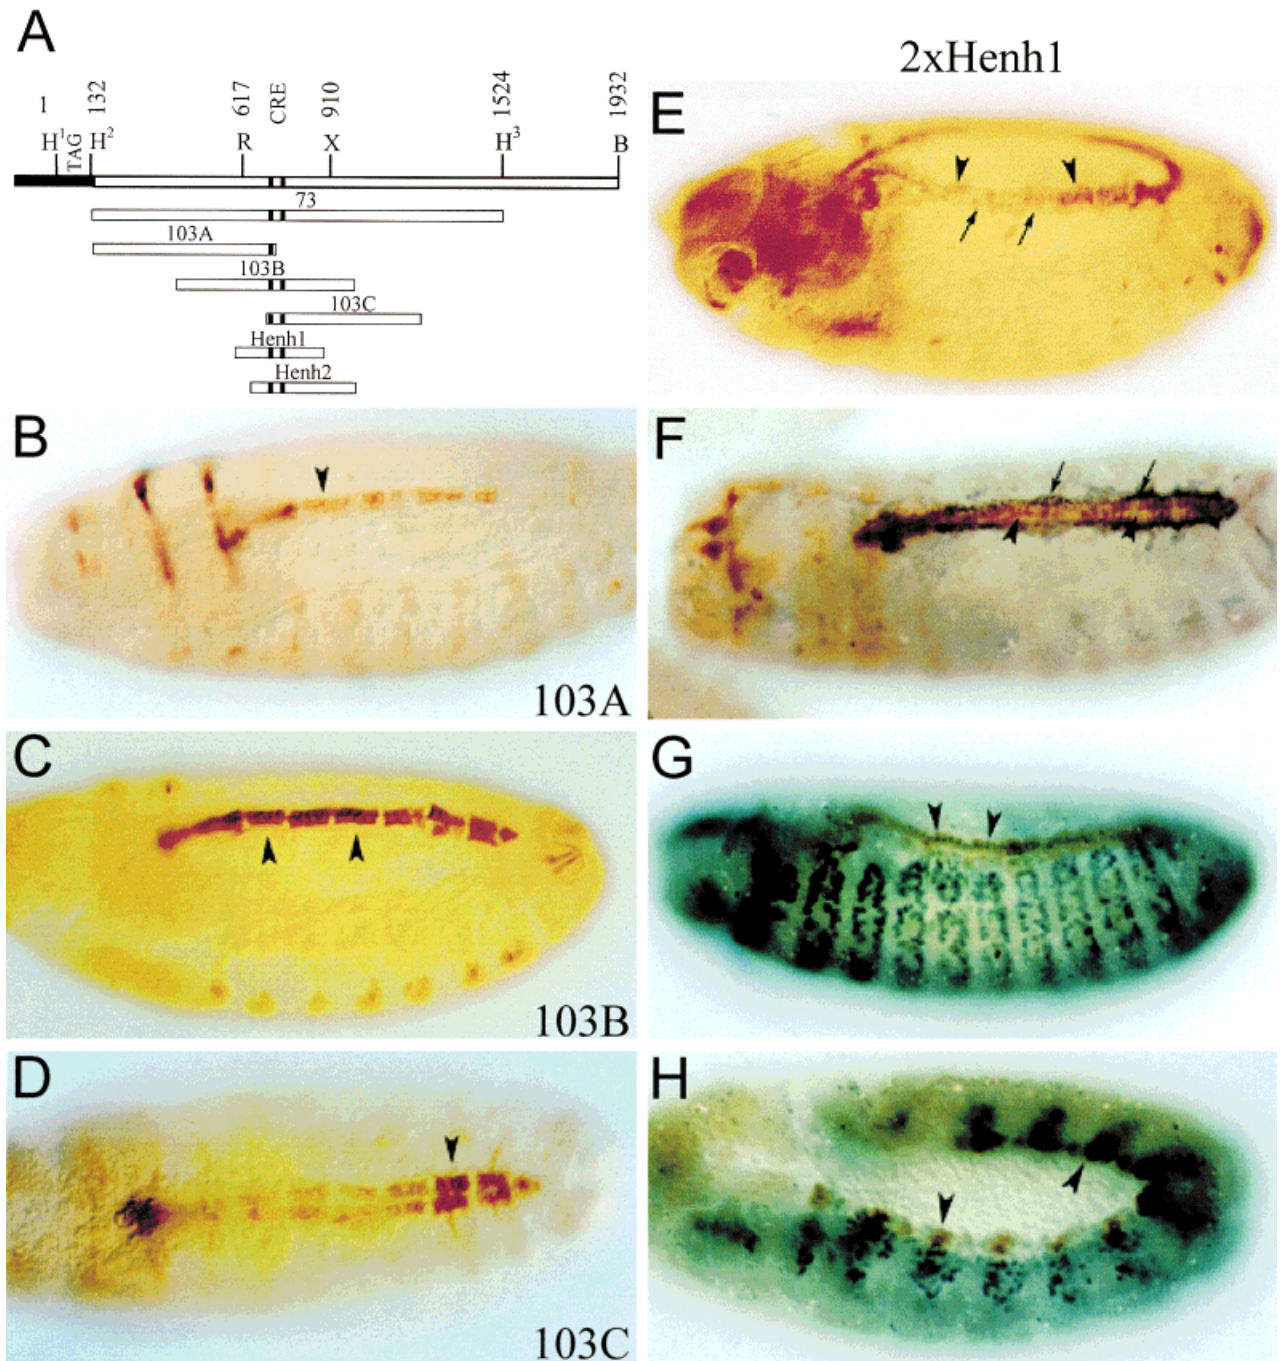 A
1
132
617
CRE
910
1524
1932
H¹
TAG
H²
R
X
H³
B
73
103A
103B
103C
Henh1
Henh2
B
103A
C
103B
D
103C
2xHenh1
E
F
G
H